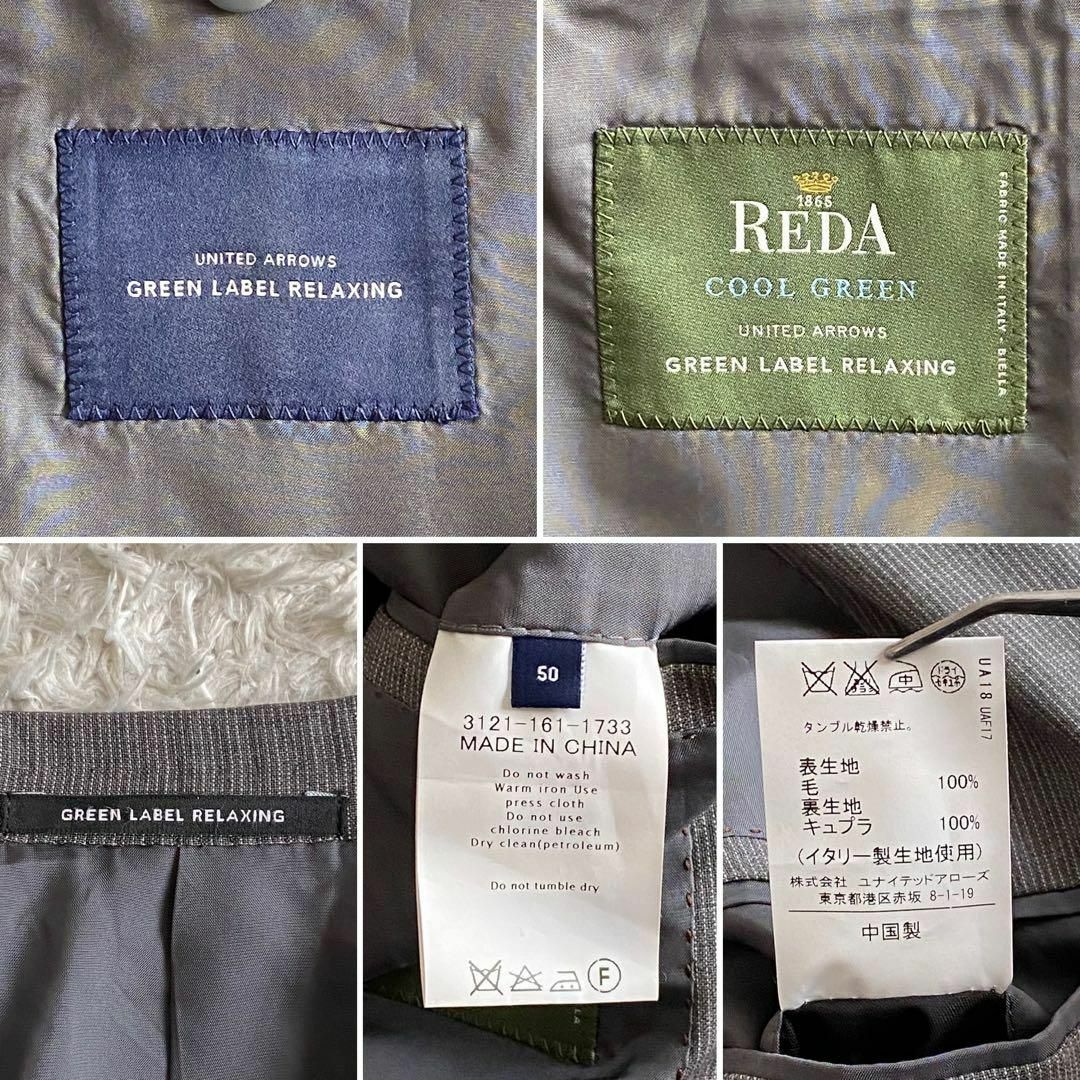 UNITED ARROWS
GREEN LABEL RELAXING
1865
REDA
COOL GREEN
UNITED ARROWS
GREEN LABEL RELAXING
FABRIC MADE IN ITALY - BIELLA
GREEN LABEL RELAXING
50
3121-161-1733
MADE IN CHINA
Do not wash
Warm iron Use
press cloth
Do not use
chlorine bleach
Dry clean(petroleum)
Do not tumble dry
F
中
ドライ
UA18 UAF17
タンブル乾燥禁止。
表生地
毛 100%
裏生地
キュプラ 100%
(イタリー製生地使用)
株式会社 ユナイテッドアローズ
東京都港区赤坂 8-1-19
中国製